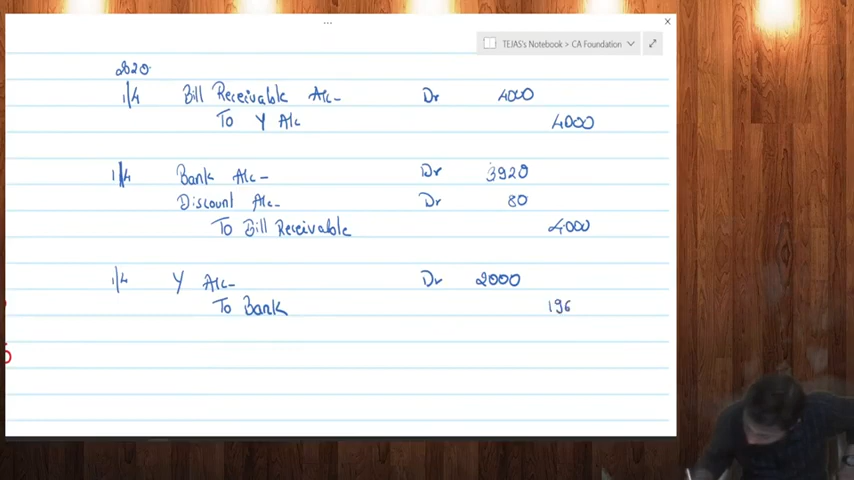 TEJAS's Notebook > CA Foundation
2020
1/4 Bill Receivable A/c- Dr 4000
To Y A/c 4000
1/4 Bank A/c- Dr 3920
Discount A/c- Dr 80
To Bill Receivable 4000
1/4 Y A/c- Dr 2000
To Bank 196